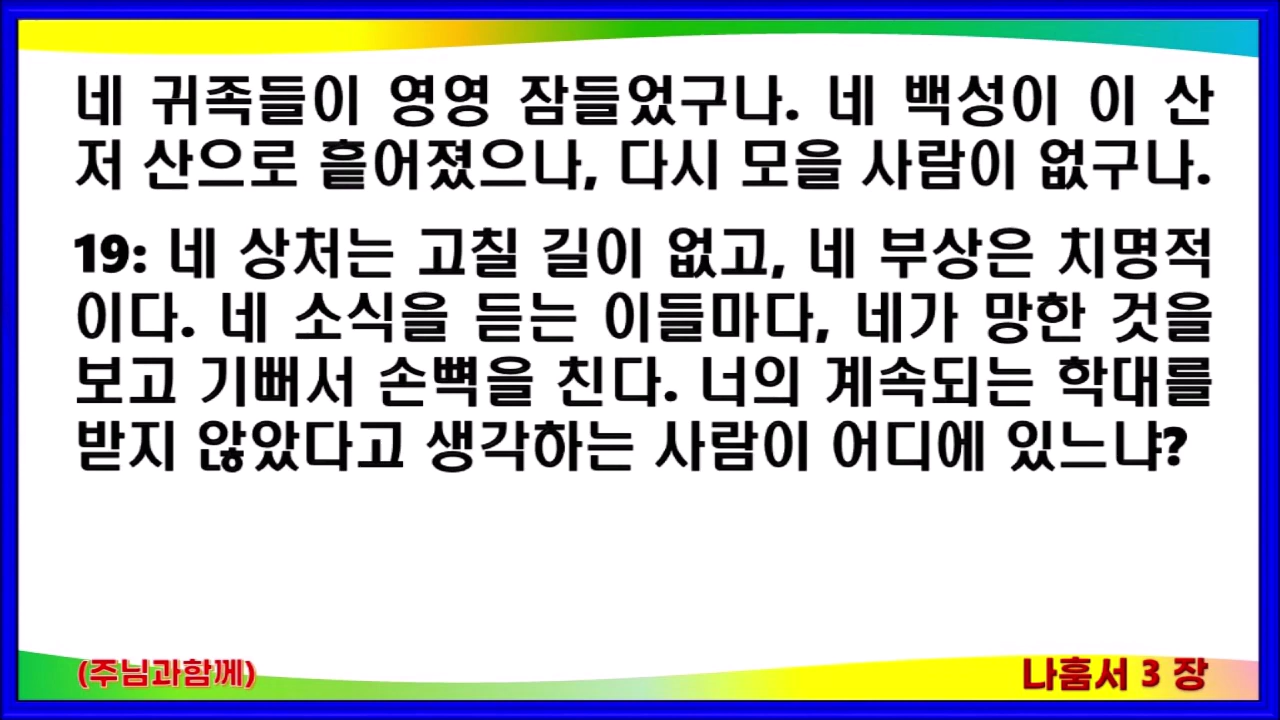 네 귀족들이 영영 잠들었구나. 네 백성이 이 산
저 산으로 흩어졌으나, 다시 모을 사람이 없구나.
19: 네 상처는 고칠 길이 없고, 네 부상은 치명적
이다. 네 소식을 듣는 이들마다, 네가 망한 것을
보고 기뻐서 손뼉을 친다. 너의 계속되는 학대를
받지 않았다고 생각하는 사람이 어디에 있느냐?
(주님과함께)
나훔서 3 장